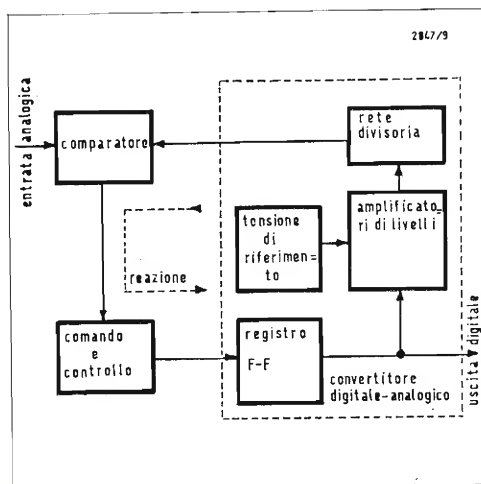 2847/9
entrata analogica
comparatore
rete
divisoria
tensione
di
riferimen=
to
amplificato=
ri di livelli
reazione
comando
e
controllo
registro
F-F
convertitore
digitale-analogico
uscita digitale